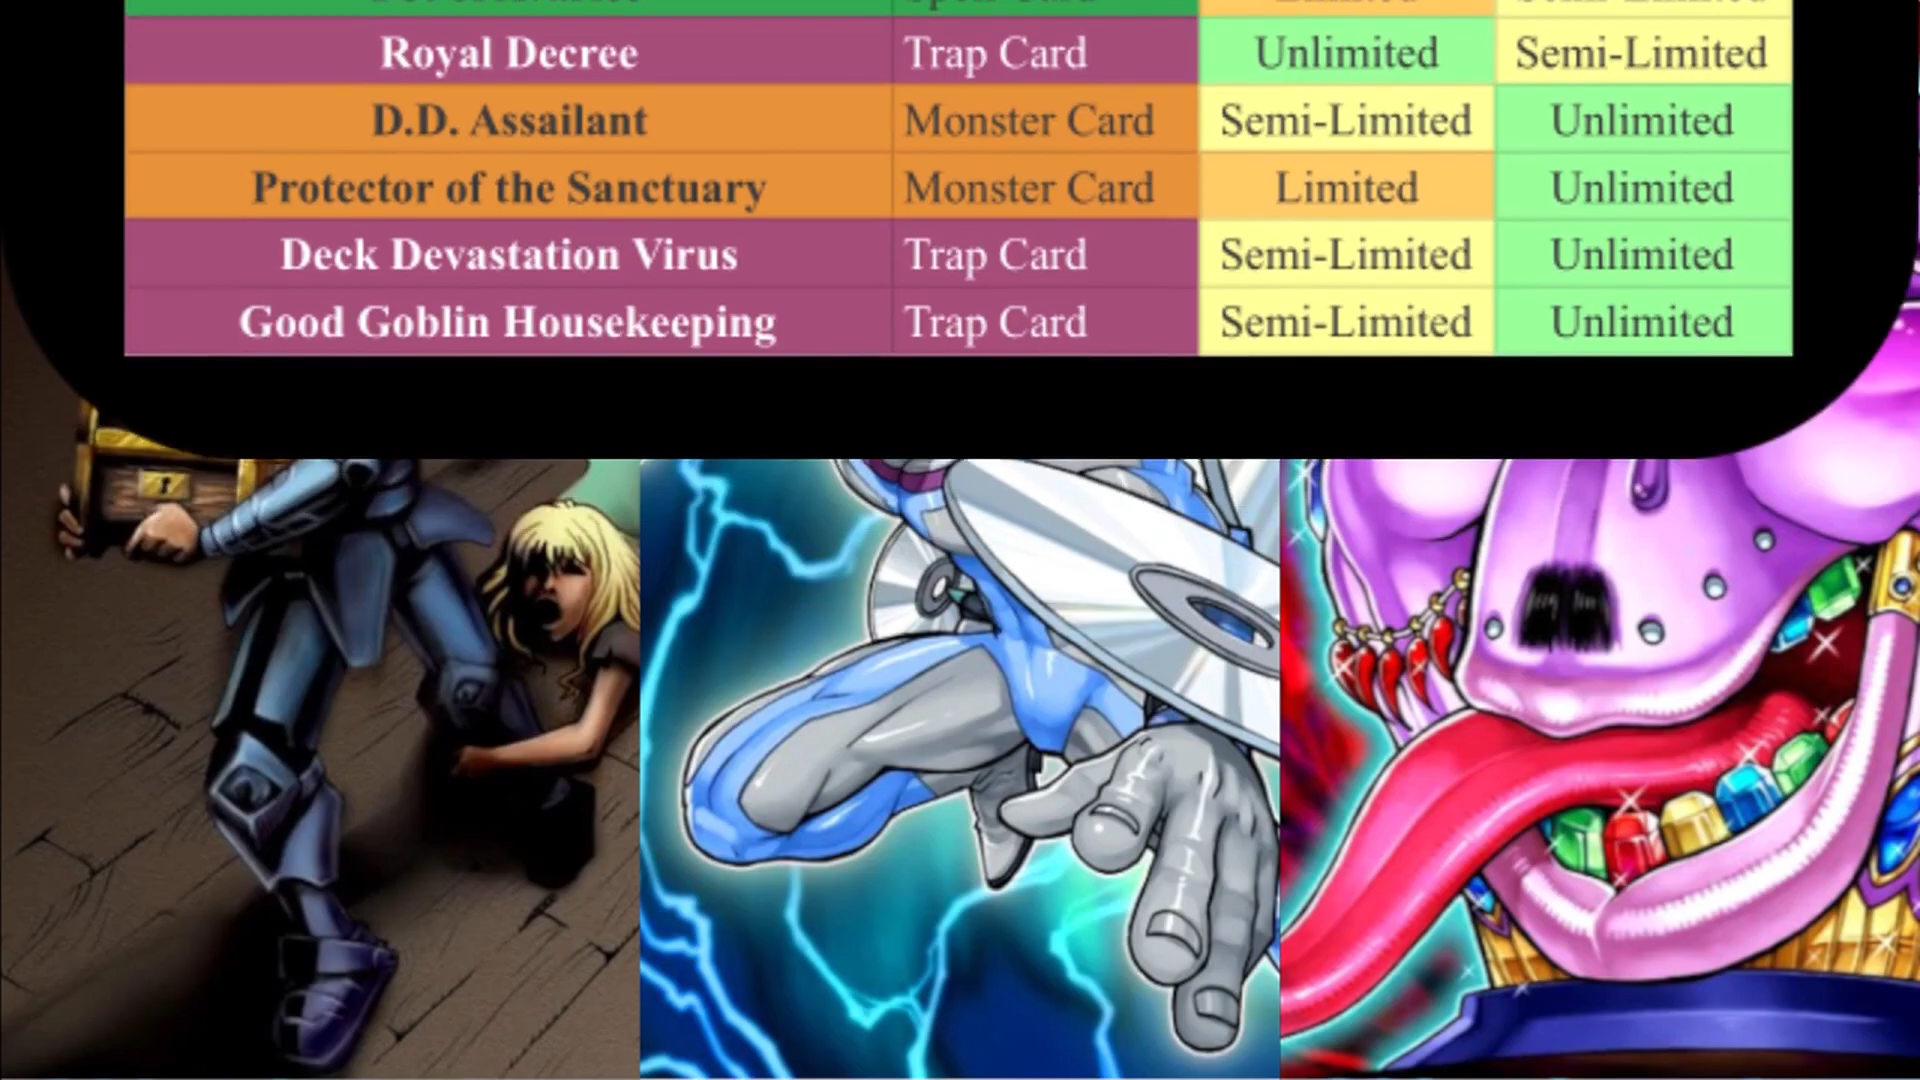 Royal Decree Trap Card Unlimited Semi-Limited
D.D. Assailant Monster Card Semi-Limited Unlimited
Protector of the Sanctuary Monster Card Limited Unlimited
Deck Devastation Virus Trap Card Semi-Limited Unlimited
Good Goblin Housekeeping Trap Card Semi-Limited Unlimited